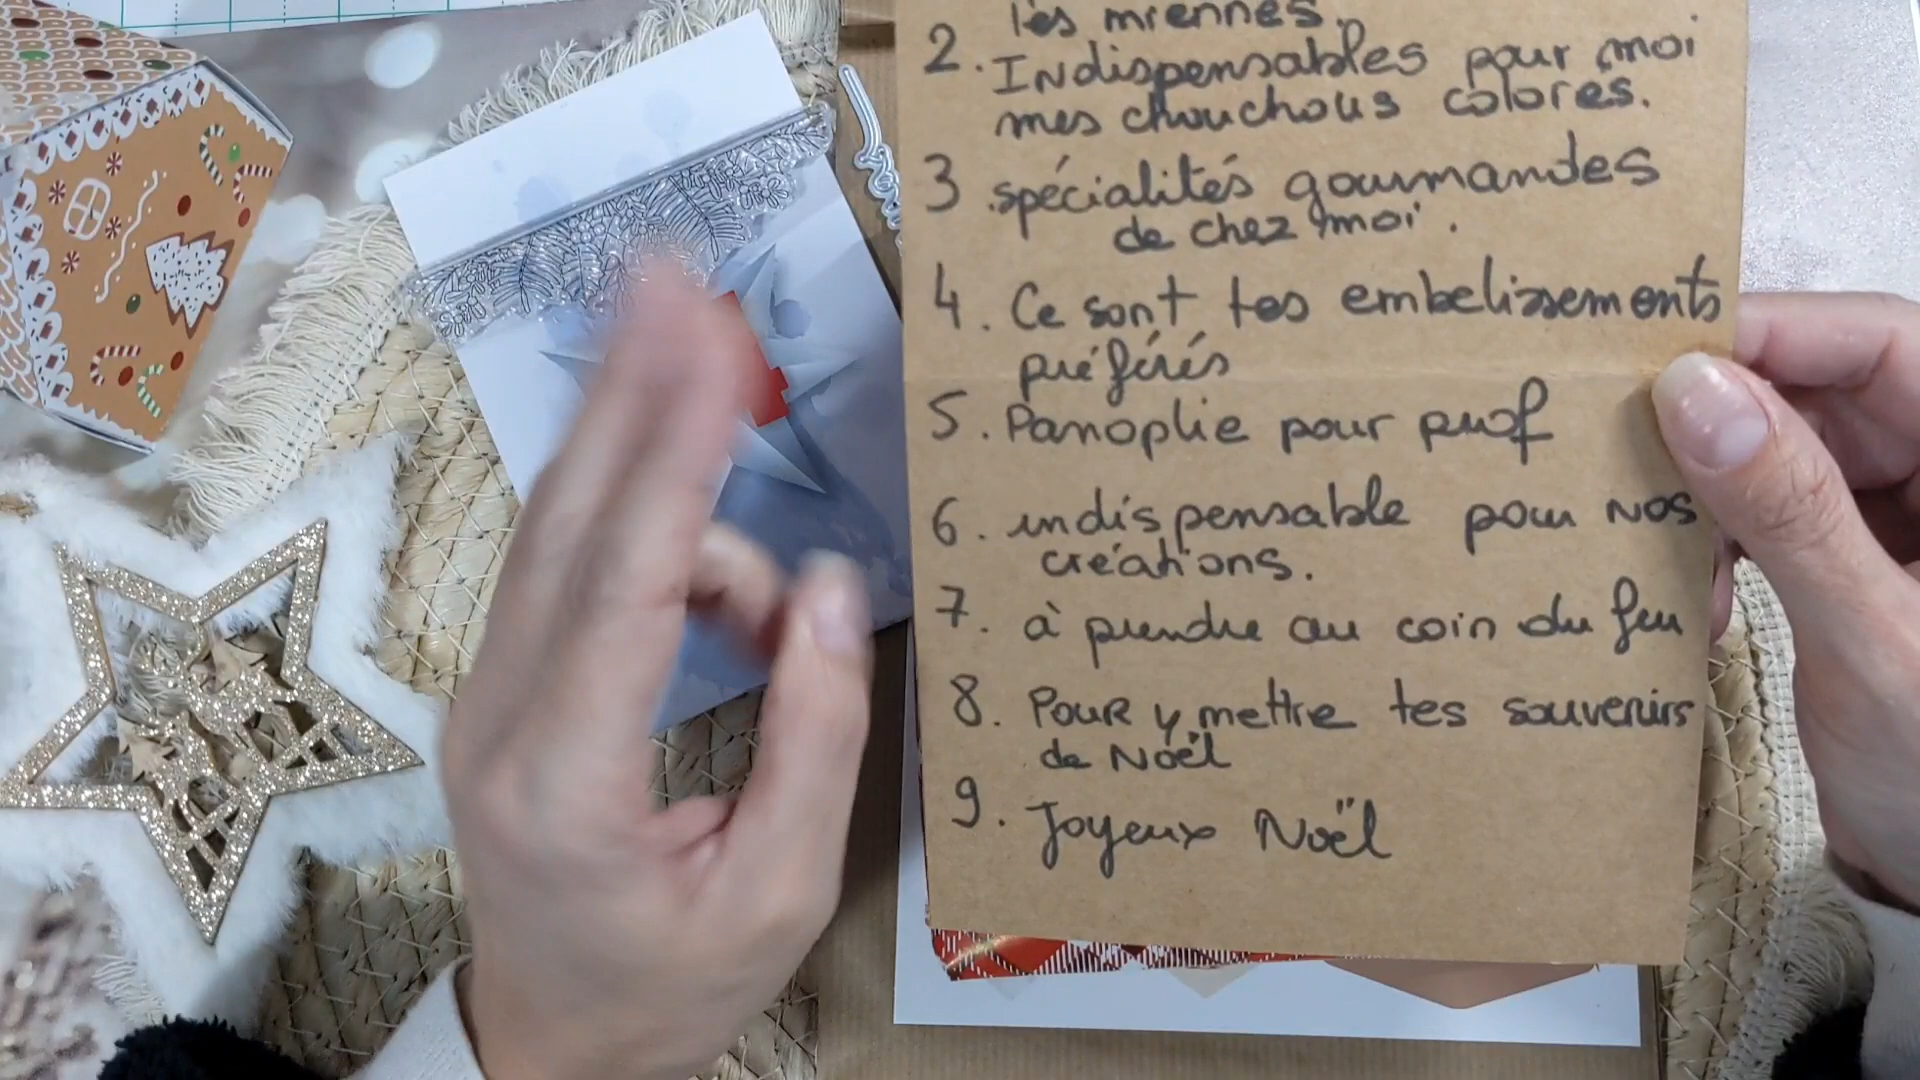 les miennes.
2. Indispensables pour moi
mes chouchous colorés.
3. spécialités gourmandes
de chez moi.
4. Ce sont tes embelissements
préférés
5. Panoplie pour prof
6. indispensable pour nos
créations.
7. à prendre au coin du feu
8. Pour y mettre tes souvenirs
de Noël
9. Joyeux Noël